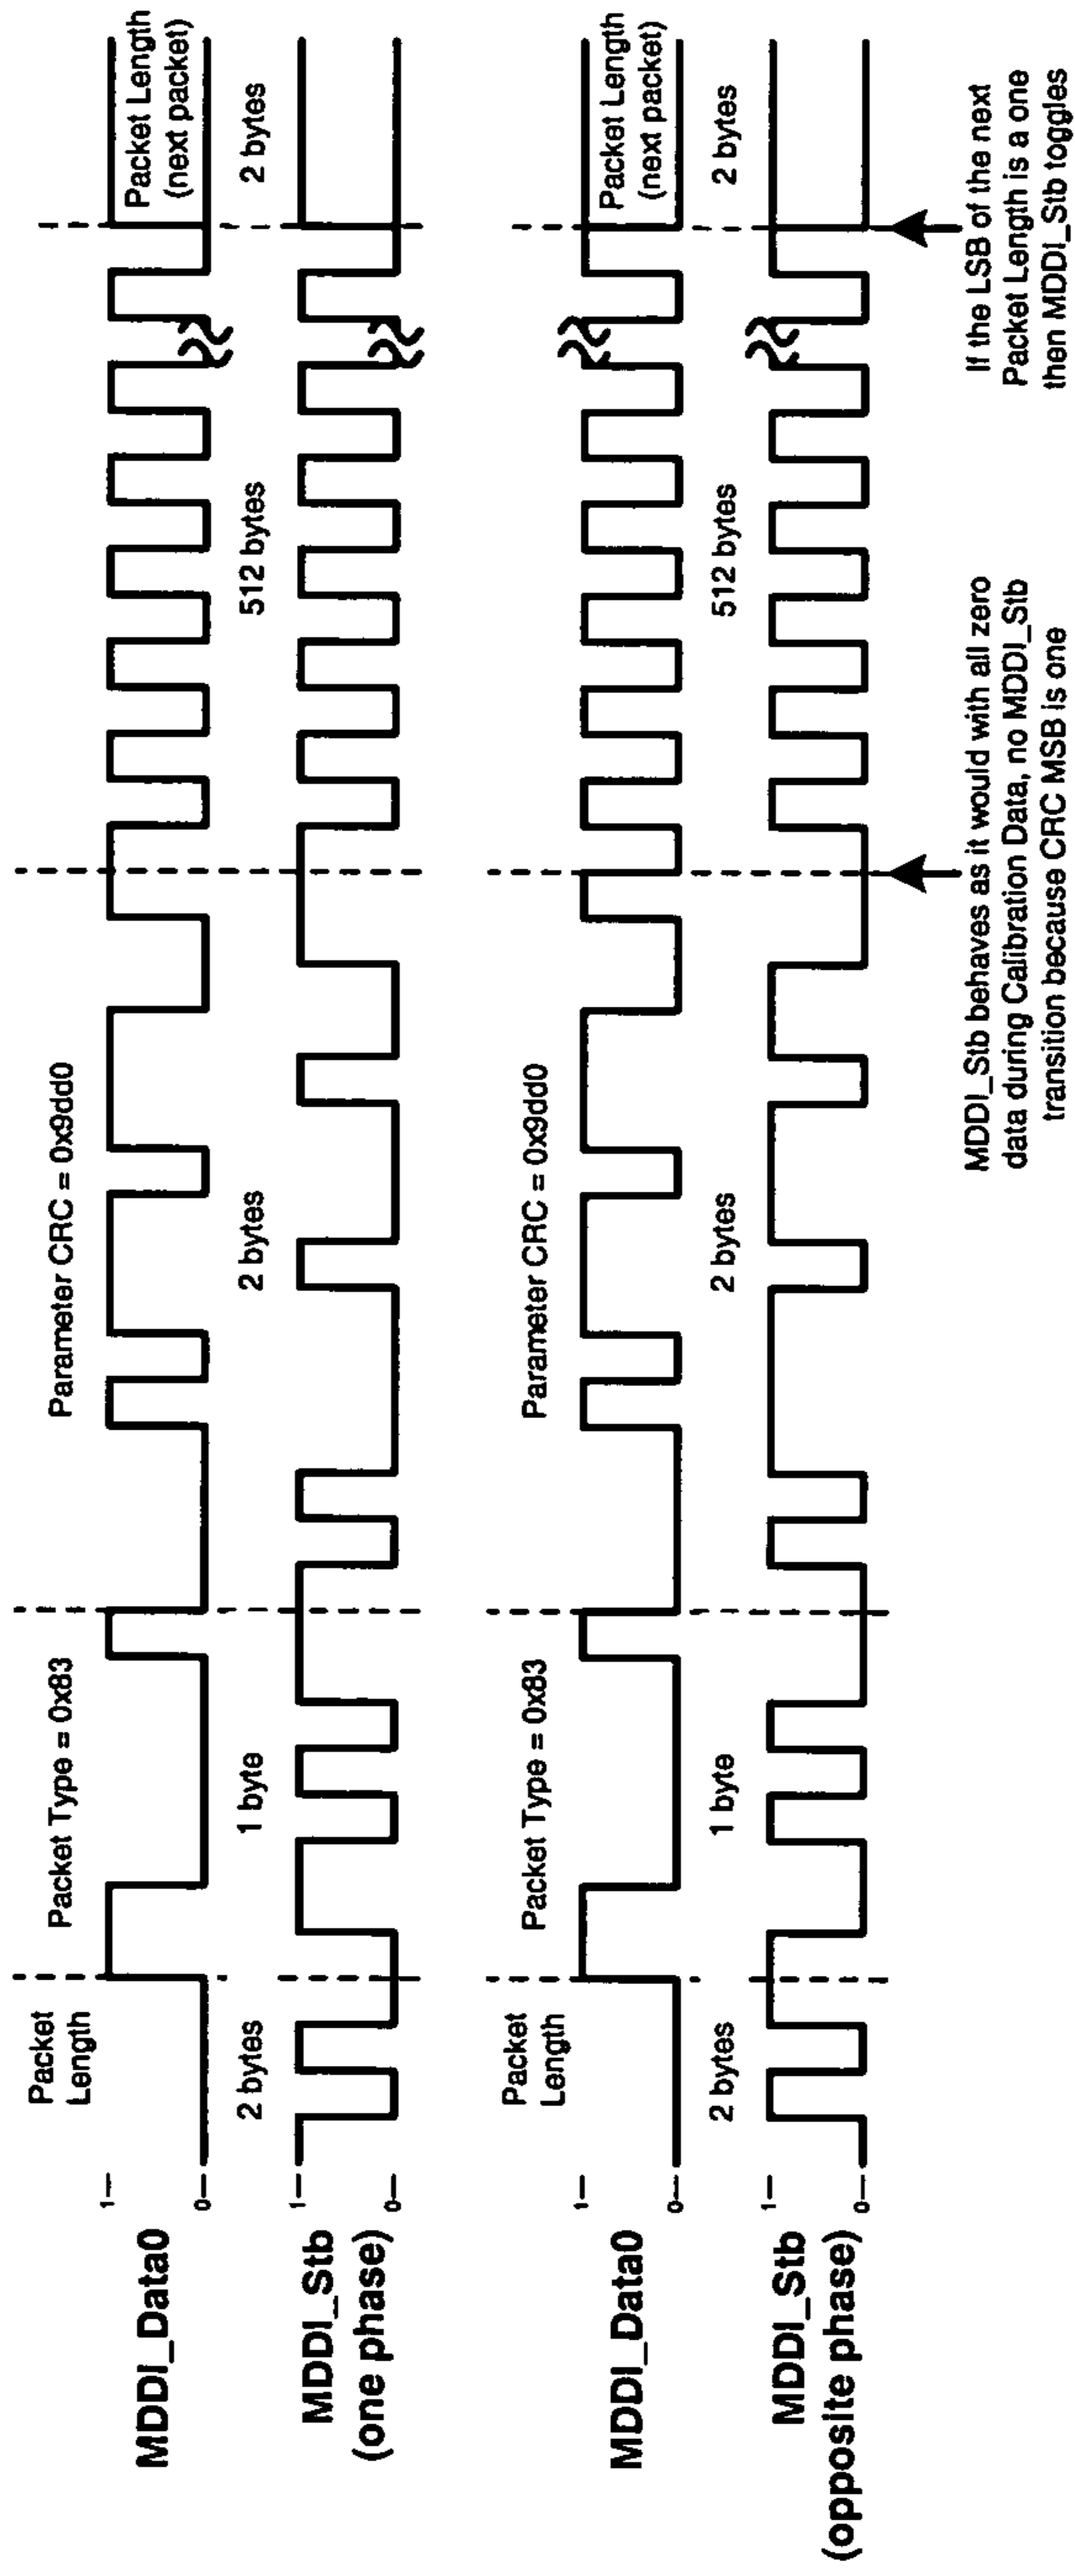 Packet
Length
Packet Type = 0x83
Parameter CRC = 0x9dd0
Packet Length
(next packet)
1
0
MDDI_Data0
2 bytes
1 byte
2 bytes
512 bytes
2 bytes
1
0
MDDI_Stb
(one phase)
Packet
Length
Packet Type = 0x83
Parameter CRC = 0x9dd0
Packet Length
(next packet)
1
0
MDDI_Data0
2 bytes
1 byte
2 bytes
512 bytes
2 bytes
1
0
MDDI_Stb
(opposite phase)
MDDI_Stb behaves as it would with all zero
data during Calibration Data, no MDDI_Stb
transition because CRC MSB is one
If the LSB of the next
Packet Length is a one
then MDDI_Stb toggles